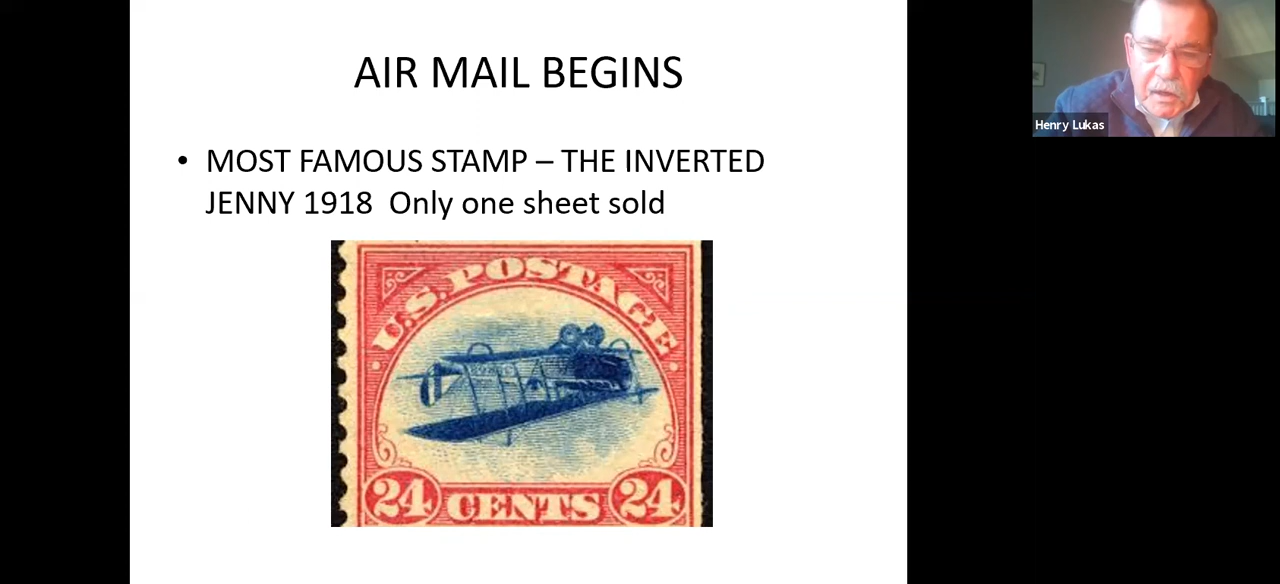 AIR MAIL BEGINS
• MOST FAMOUS STAMP – THE INVERTED
JENNY 1918  Only one sheet sold
U.S. POSTAGE
24 CENTS 24
Henry Lukas